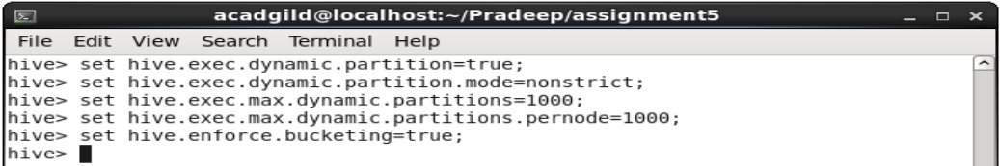 acadgild@localhost:~/Pradeep/assignment5
File Edit View Search Terminal Help
hive> set hive.exec.dynamic.partition=true;
hive> set hive.exec.dynamic.partition.mode=nonstrict;
hive> set hive.exec.max.dynamic.partitions=1000;
hive> set hive.exec.max.dynamic.partitions.pernode=1000;
hive> set hive.enforce.bucketing=true;
hive>